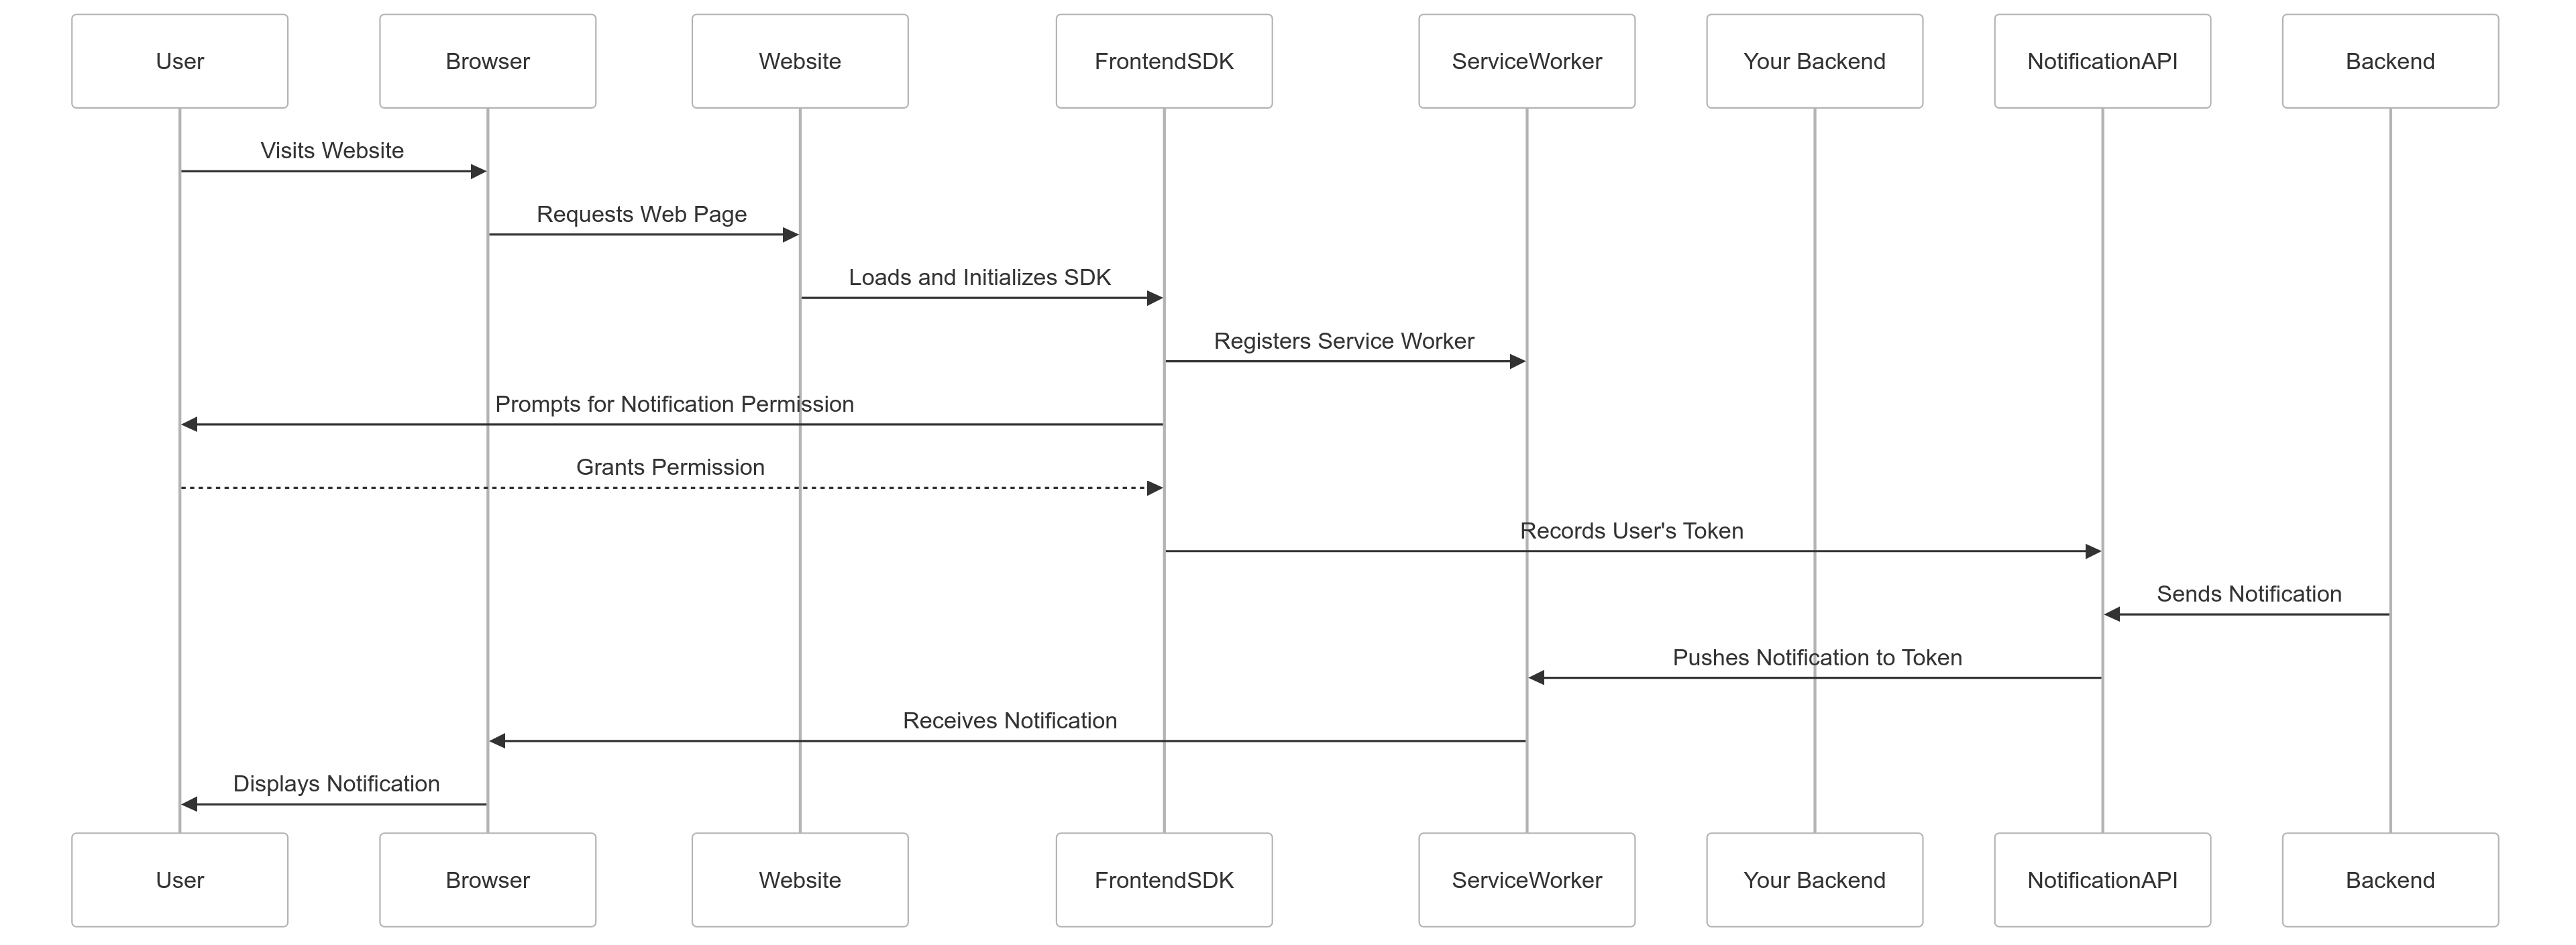 User
Browser
Website
FrontendSDK
ServiceWorker
Your Backend
NotificationAPI
Backend
Visits Website
Requests Web Page
Loads and Initializes SDK
Registers Service Worker
Prompts for Notification Permission
Grants Permission
Records User's Token
Sends Notification
Pushes Notification to Token
Receives Notification
Displays Notification
User
Browser
Website
FrontendSDK
ServiceWorker
Your Backend
NotificationAPI
Backend